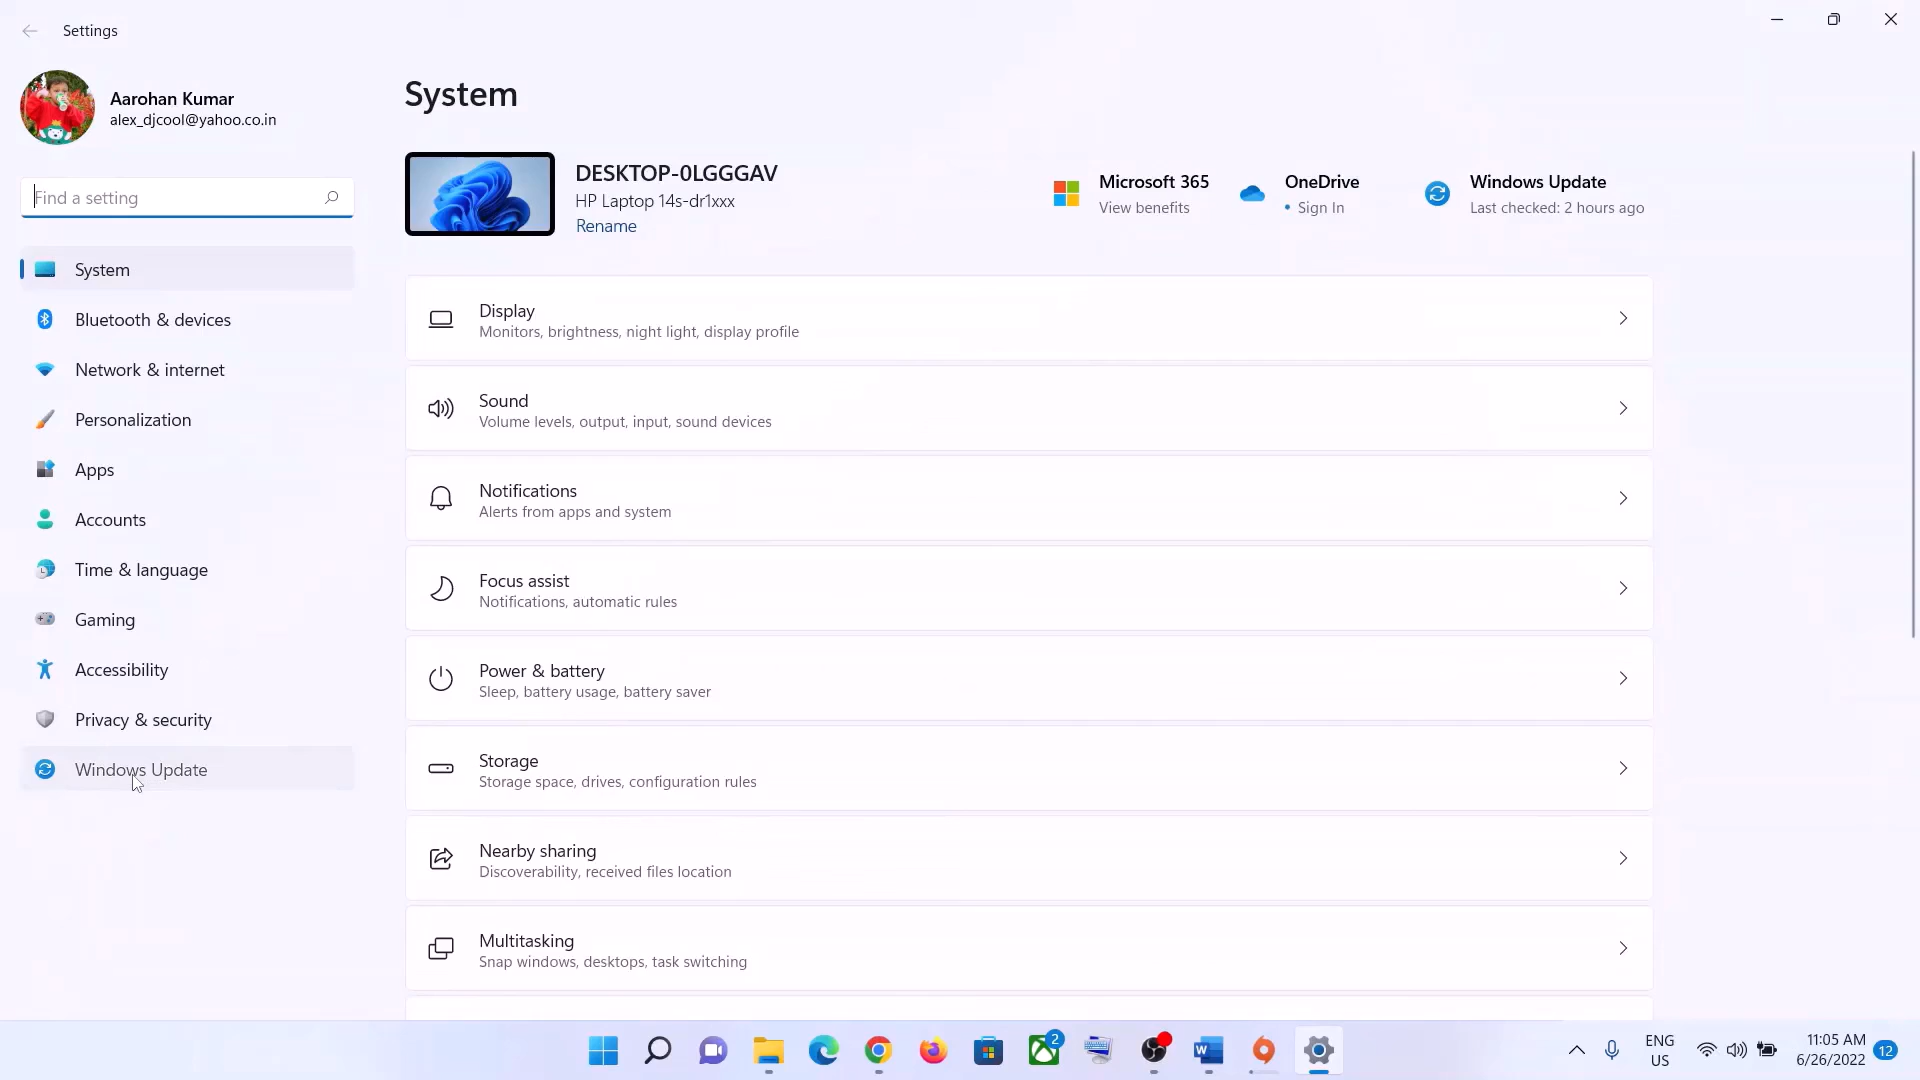 Settings
Aarohan Kumar
alex_djcool@yahoo.co.in
Find a setting
System
Bluetooth & devices
Network & internet
Personalization
Apps
Accounts
Time & language
Gaming
Accessibility
Privacy & security
Windows Update
System
DESKTOP-0LGGGAV
HP Laptop 14s-dr1xxx
Rename
Microsoft 365
View benefits
OneDrive
• Sign In
Windows Update
Last checked: 2 hours ago
Display
Monitors, brightness, night light, display profile
Sound
Volume levels, output, input, sound devices
Notifications
Alerts from apps and system
Focus assist
Notifications, automatic rules
Power & battery
Sleep, battery usage, battery saver
Storage
Storage space, drives, configuration rules
Nearby sharing
Discoverability, received files location
Multitasking
Snap windows, desktops, task switching
2
W
ENG
US
11:05 AM
6/26/2022
12